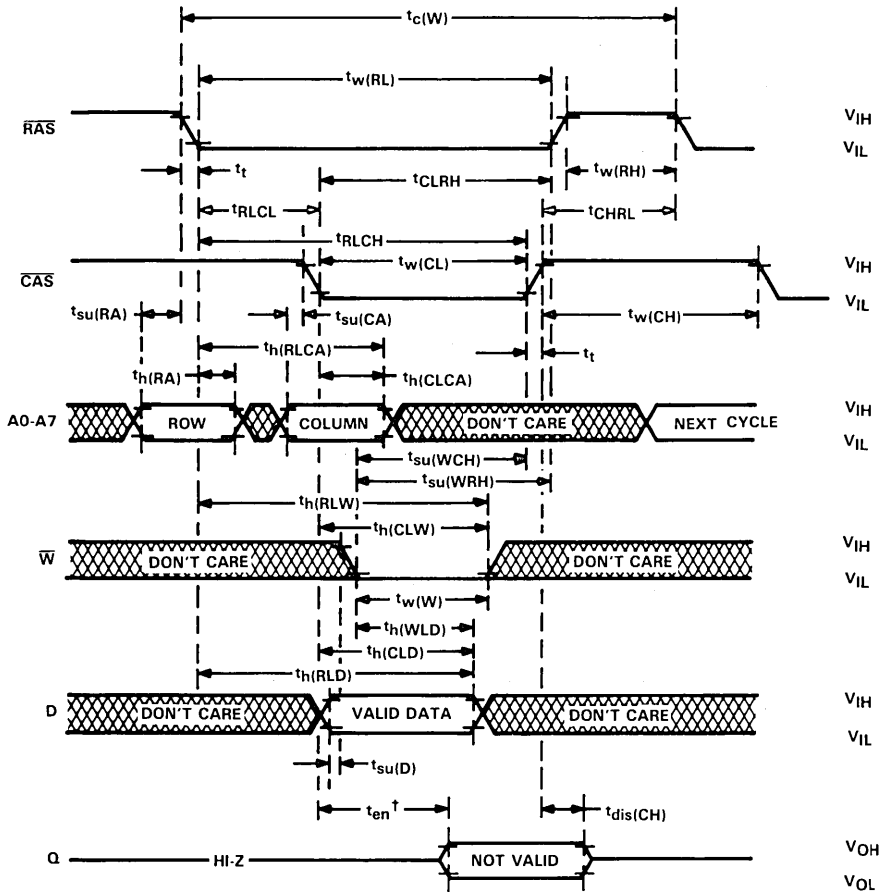 tc(W)
tw(RL)
RAS
VIH
VIL
tt
tCLRH
tw(RH)
tRLCL
tCHRL
tRLCH
CAS
tw(CL)
VIH
VIL
tsu(RA)
tsu(CA)
tw(CH)
th(RLCA)
tt
th(RA)
th(CLCA)
A0-A7
ROW
COLUMN
DON'T CARE
NEXT CYCLE
VIH
VIL
tsu(WCH)
tsu(WRH)
th(RLW)
th(CLW)
W
DON'T CARE
DON'T CARE
VIH
VIL
tw(W)
th(WLD)
th(CLD)
th(RLD)
D
DON'T CARE
VALID DATA
DON'T CARE
VIH
VIL
tsu(D)
ten†
tdis(CH)
Q
HI-Z
NOT VALID
VOH
VOL